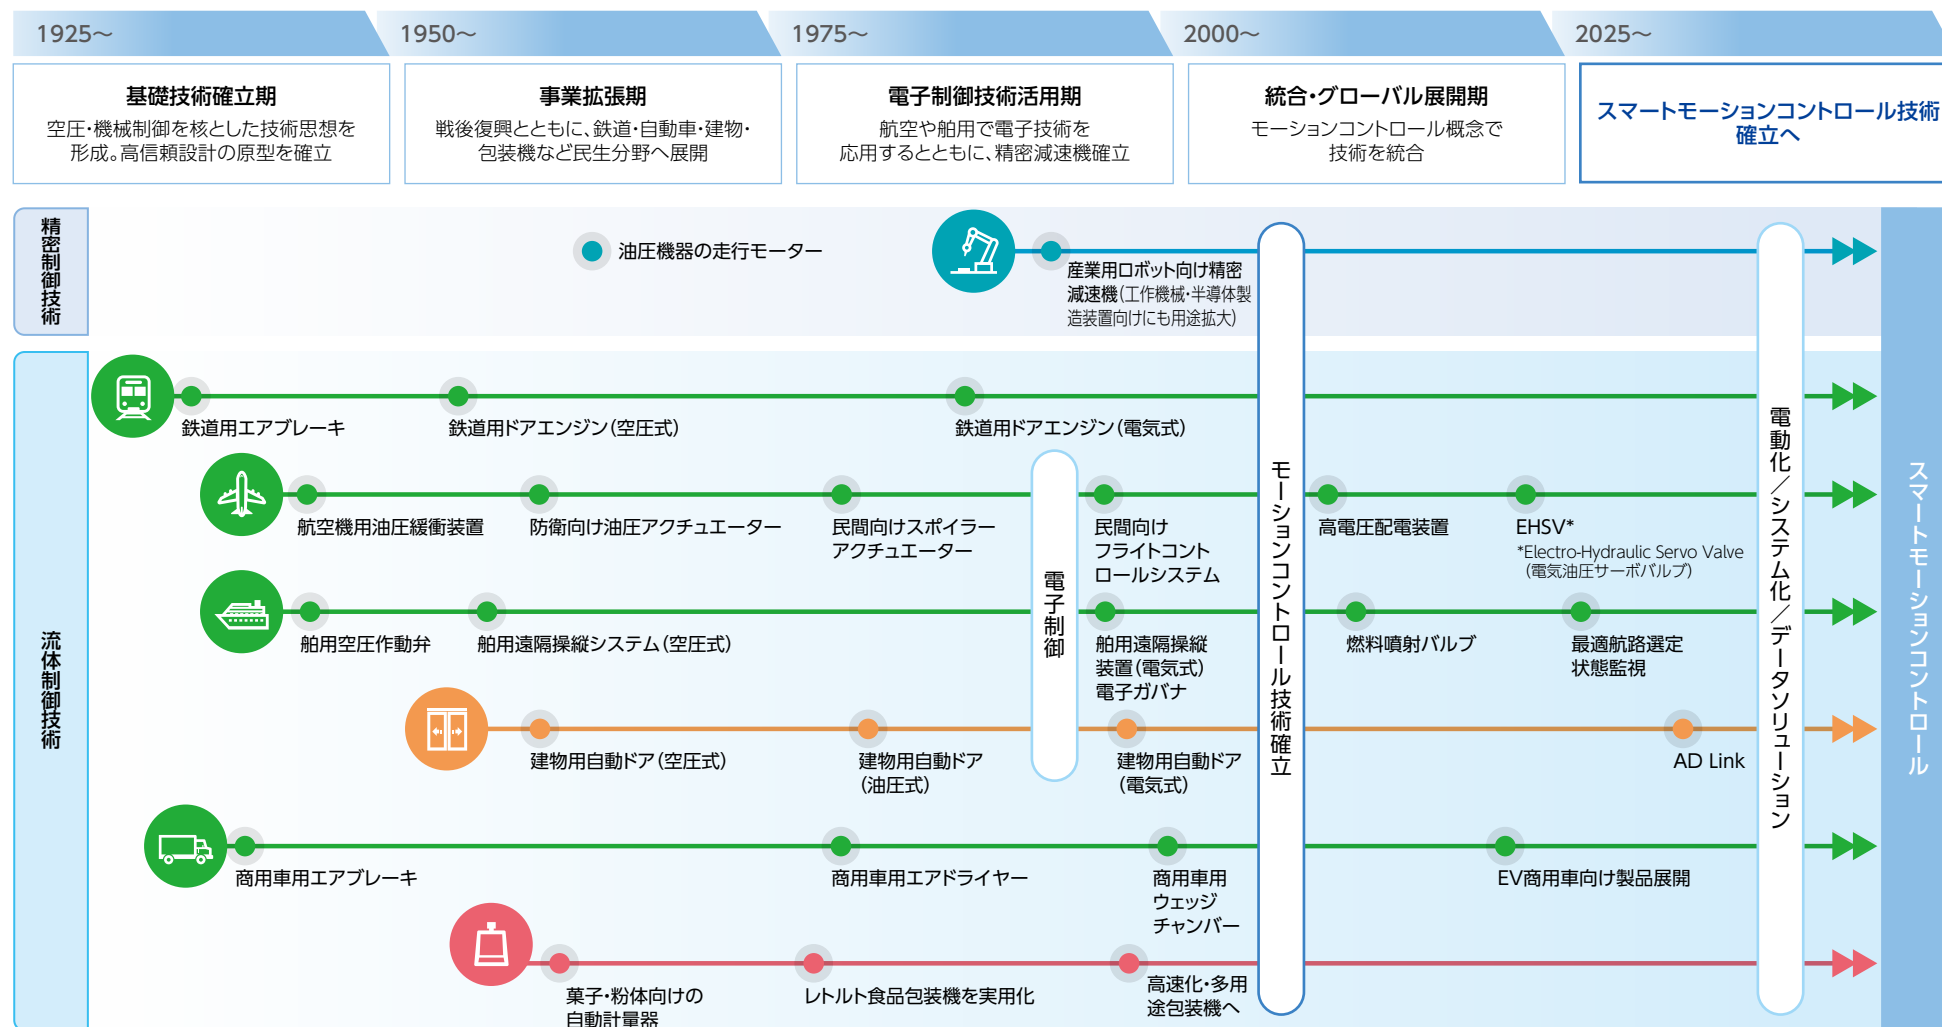 1925～
1950～
1975～
2000～
2025～
基礎技術確立期
空圧・機械制御を核とした技術思想を
形成。高信頼設計の原型を確立
事業拡張期
戦後復興とともに、鉄道・自動車・建物・
包装機など民生分野へ展開
電子制御技術活用期
航空や舶用で電子技術を
応用するとともに、精密減速機確立
統合・グローバル展開期
モーションコントロール概念で
技術を統合
スマートモーションコントロール技術
確立へ
精密制御技術
油圧機器の走行モーター
産業用ロボット向け精密
減速機（工作機械・半導体製
造装置向けにも用途拡大）
流体制御技術
鉄道用エアブレーキ
鉄道用ドアエンジン（空圧式）
鉄道用ドアエンジン（電気式）
航空機用油圧緩衝装置
防衛向け油圧アクチュエーター
民間向けスポイラー
アクチュエーター
民間向け
フライトコント
ロールシステム
高電圧配電装置
EHSV*
*Electro-Hydraulic Servo Valve
（電気油圧サーボバルブ）
舶用空圧作動弁
舶用遠隔操縦システム（空圧式）
舶用遠隔操縦
装置（電気式）
電子ガバナ
燃料噴射バルブ
最適航路選定
状態監視
建物用自動ドア（空圧式）
建物用自動ドア
（油圧式）
建物用自動ドア
（電気式）
AD Link
商用車用エアブレーキ
商用車用エアドライヤー
商用車用
ウェッジ
チャンバー
EV商用車向け製品展開
菓子・粉体向けの
自動計量器
レトルト食品包装機を実用化
高速化・多用
途包装機へ
電子制御
モーションコントロール技術確立
電動化／システム化／データソリューション
スマートモーションコントロール